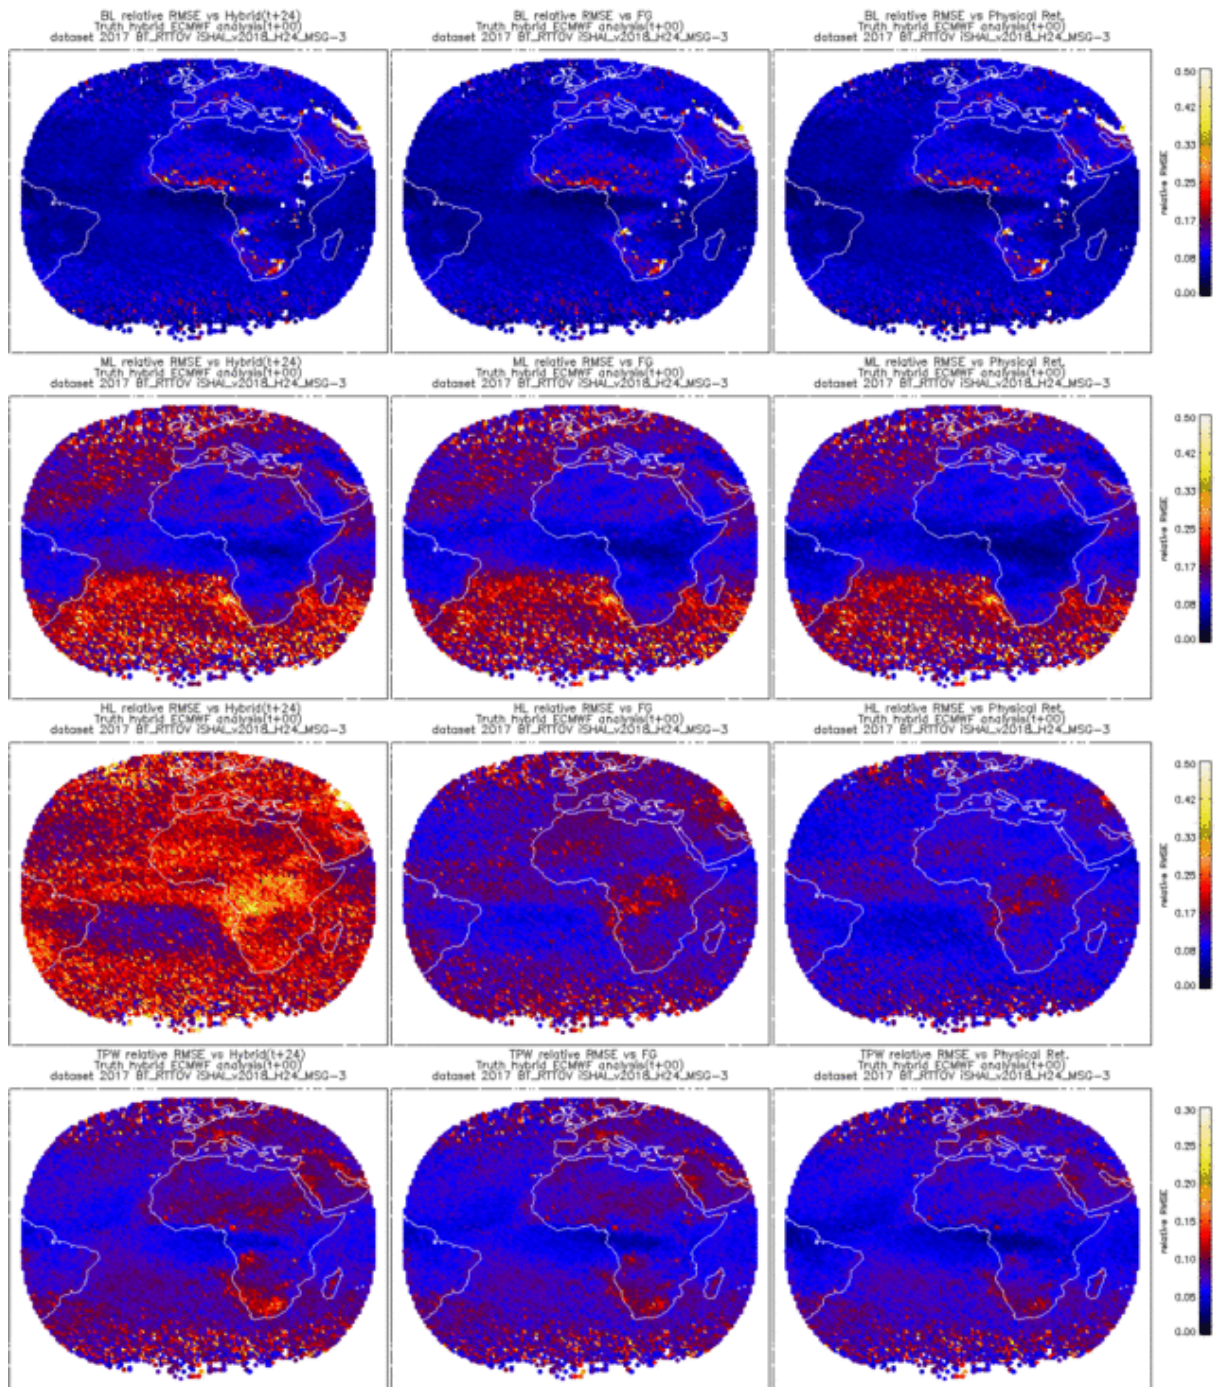 BL relative RMSE vs Hybrid(t+24)
Truth hybrid ECMWF analysis(t+00)
dataset 2017 BT_RTTOV iSHAI_v2018_H24_MSG-3
BL relative RMSE vs FG
Truth hybrid ECMWF analysis(t+00)
dataset 2017 BT_RTTOV iSHAI_v2018_H24_MSG-3
BL relative RMSE vs Physical Ret.
Truth hybrid ECMWF analysis(t+00)
dataset 2017 BT_RTTOV iSHAI_v2018_H24_MSG-3
0.50
0.42
0.33
0.25
0.17
0.08
0.00
relative RMSE
ML relative RMSE vs Hybrid(t+24)
Truth hybrid ECMWF analysis(t+00)
dataset 2017 BT_RTTOV iSHAI_v2018_H24_MSG-3
ML relative RMSE vs FG
Truth hybrid ECMWF analysis(t+00)
dataset 2017 BT_RTTOV iSHAI_v2018_H24_MSG-3
ML relative RMSE vs Physical Ret.
Truth hybrid ECMWF analysis(t+00)
dataset 2017 BT_RTTOV iSHAI_v2018_H24_MSG-3
0.50
0.42
0.33
0.25
0.17
0.08
0.00
relative RMSE
HL relative RMSE vs Hybrid(t+24)
Truth hybrid ECMWF analysis(t+00)
dataset 2017 BT_RTTOV iSHAI_v2018_H24_MSG-3
HL relative RMSE vs FG
Truth hybrid ECMWF analysis(t+00)
dataset 2017 BT_RTTOV iSHAI_v2018_H24_MSG-3
HL relative RMSE vs Physical Ret.
Truth hybrid ECMWF analysis(t+00)
dataset 2017 BT_RTTOV iSHAI_v2018_H24_MSG-3
0.50
0.42
0.33
0.25
0.17
0.08
0.00
relative RMSE
TPW relative RMSE vs Hybrid(t+24)
Truth hybrid ECMWF analysis(t+00)
dataset 2017 BT_RTTOV iSHAI_v2018_H24_MSG-3
TPW relative RMSE vs FG
Truth hybrid ECMWF analysis(t+00)
dataset 2017 BT_RTTOV iSHAI_v2018_H24_MSG-3
TPW relative RMSE vs Physical Ret.
Truth hybrid ECMWF analysis(t+00)
dataset 2017 BT_RTTOV iSHAI_v2018_H24_MSG-3
0.30
0.25
0.20
0.15
0.10
0.05
0.00
relative RMSE